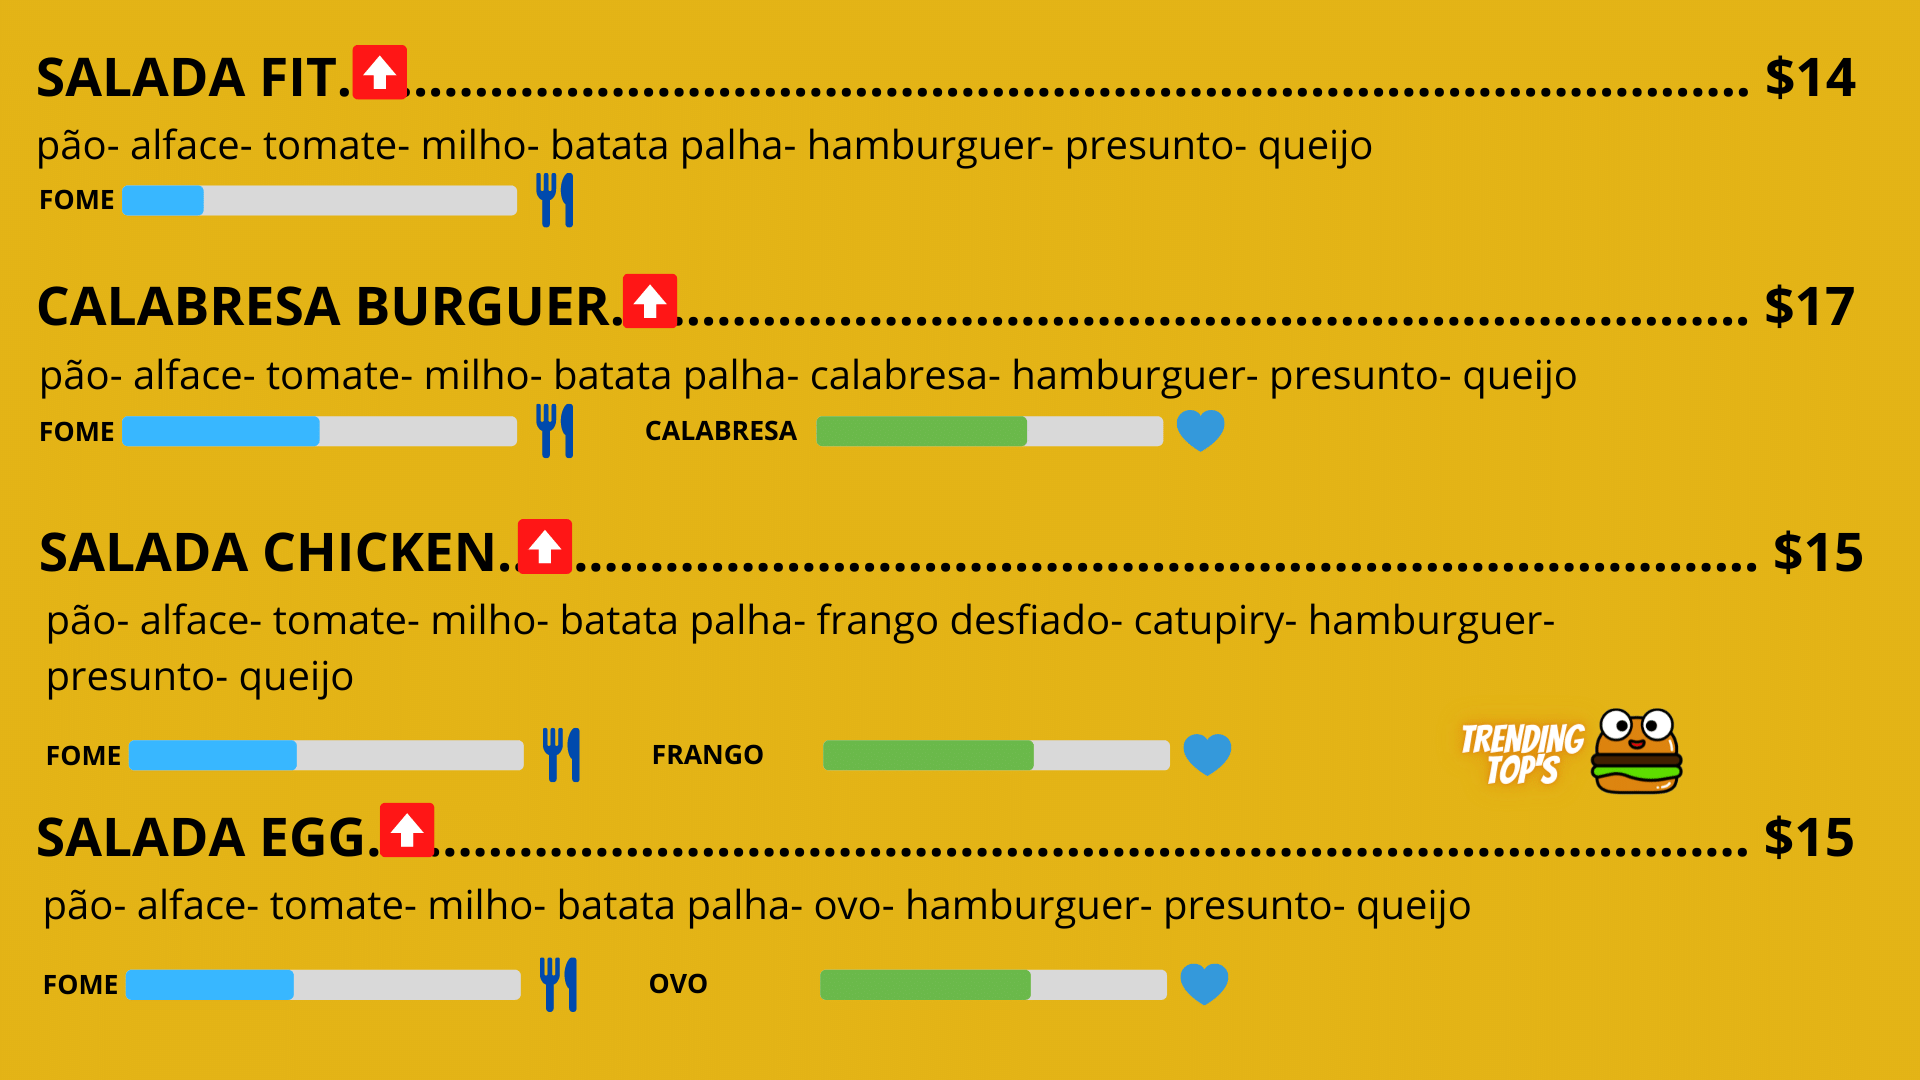 SALADA FIT.............................................................................................. $14
pão- alface- tomate- milho- batata palha- hamburguer- presunto- queijo
FOME
CALABRESA BURGUER............................................................................ $17
pão- alface- tomate- milho- batata palha- calabresa- hamburguer- presunto- queijo
FOME CALABRESA
SALADA CHICKEN................................................................................... $15
pão- alface- tomate- milho- batata palha- frango desfiado- catupiry- hamburguer-
presunto- queijo
FOME FRANGO
TRENDING
TOP'S
SALADA EGG............................................................................................ $15
pão- alface- tomate- milho- batata palha- ovo- hamburguer- presunto- queijo
FOME OVO